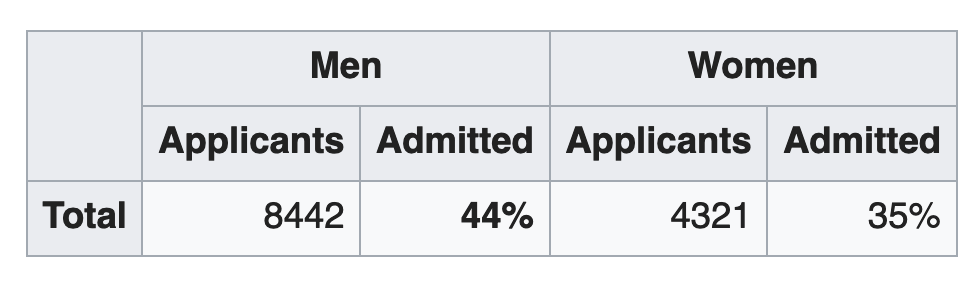 Men Women
Applicants Admitted Applicants Admitted
Total 8442 44% 4321 35%